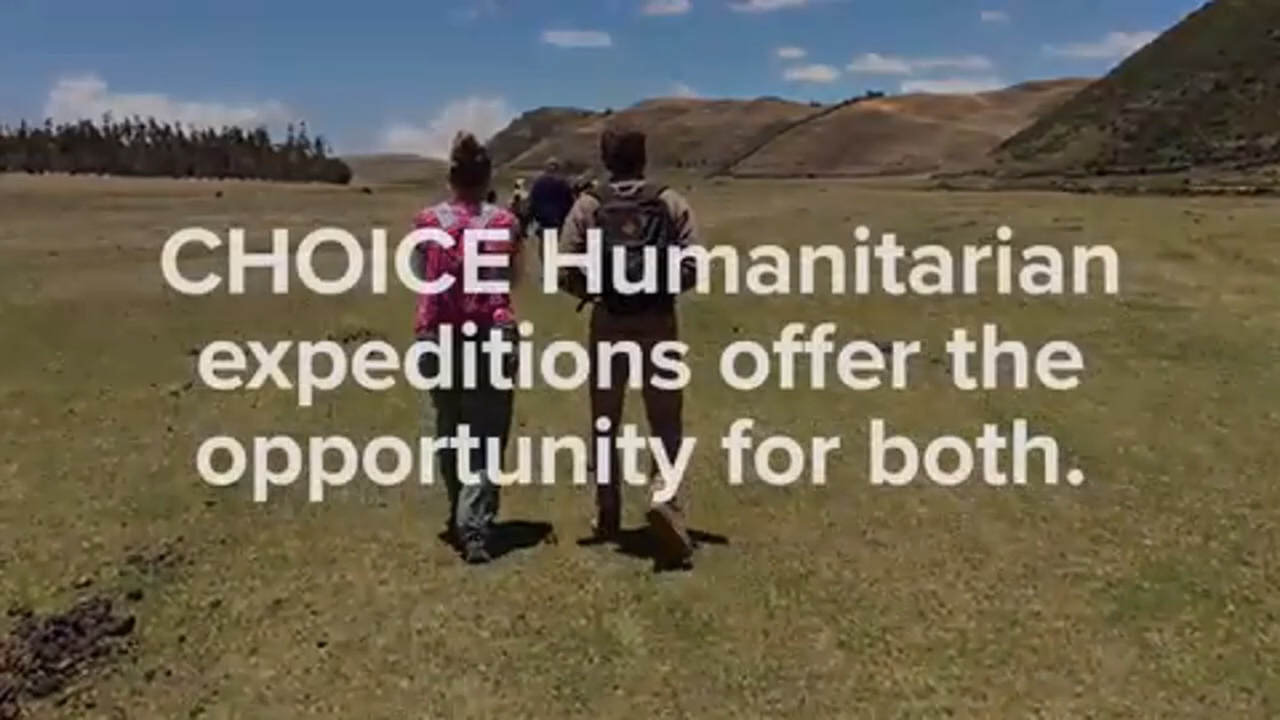 CHOICE Humanitarian
expeditions offer the
opportunity for both.